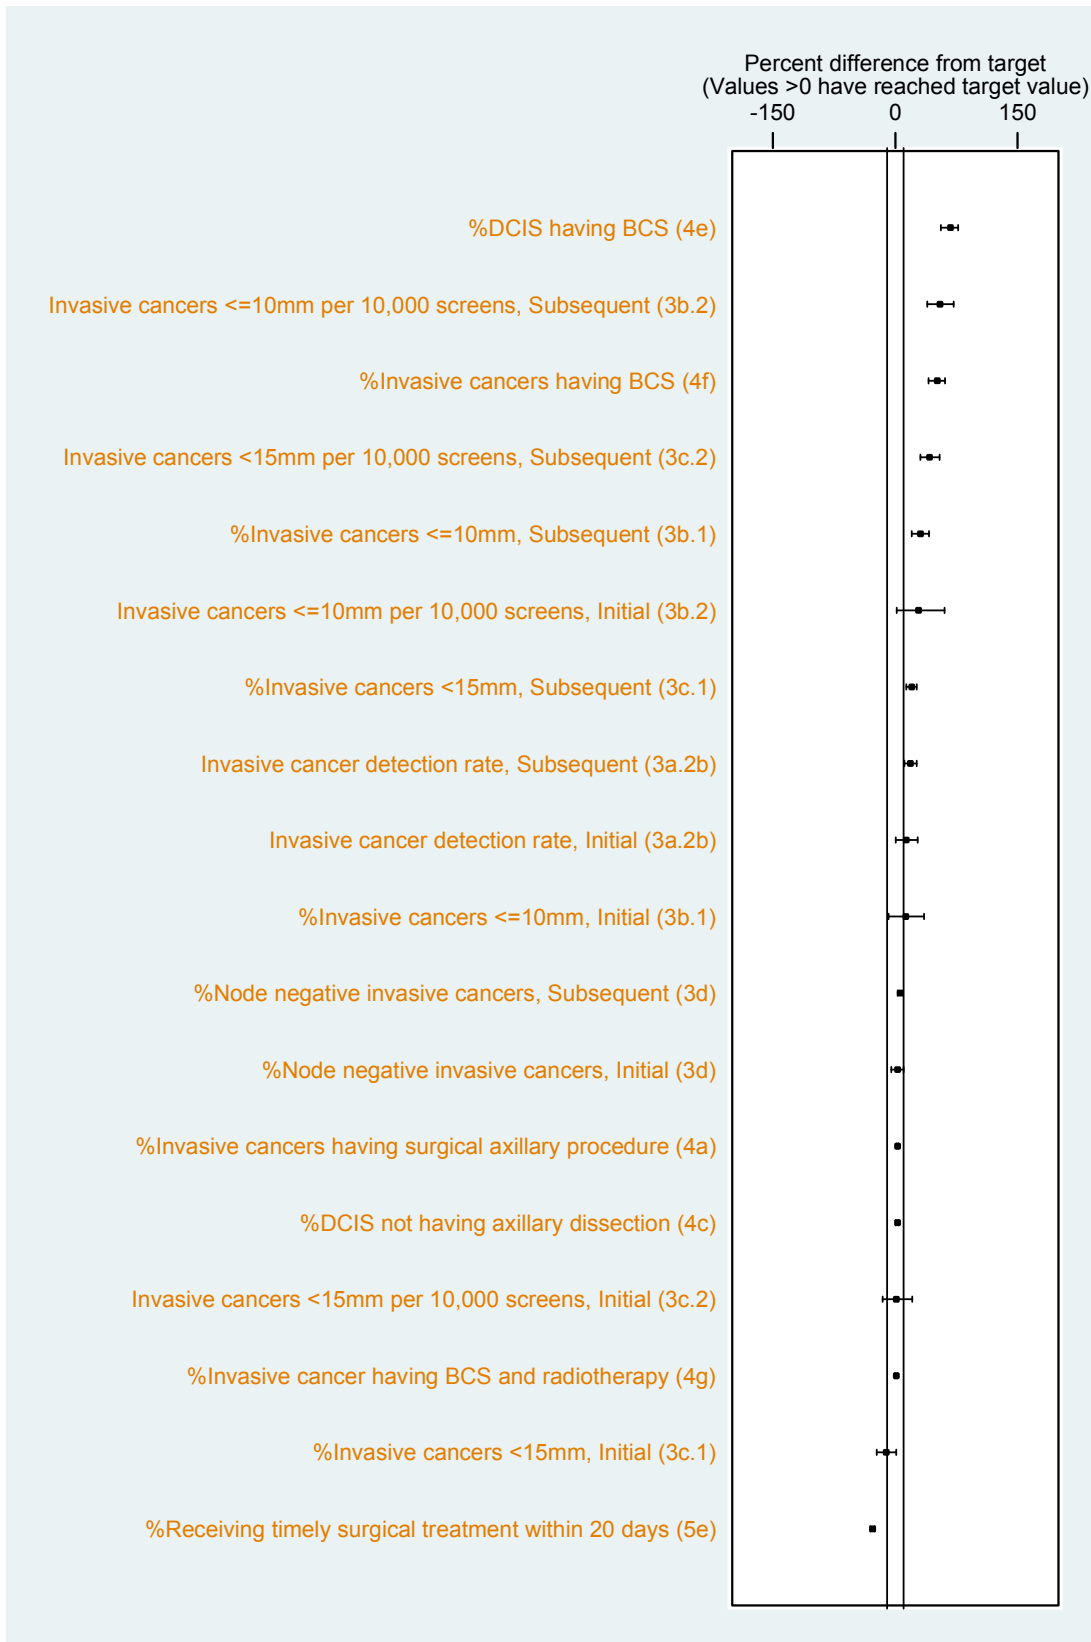 Percent difference from target
(Values >0 have reached target value)
-150 0 150
%DCIS having BCS (4e)
Invasive cancers <=10mm per 10,000 screens, Subsequent (3b.2)
%Invasive cancers having BCS (4f)
Invasive cancers <15mm per 10,000 screens, Subsequent (3c.2)
%Invasive cancers <=10mm, Subsequent (3b.1)
Invasive cancers <=10mm per 10,000 screens, Initial (3b.2)
%Invasive cancers <15mm, Subsequent (3c.1)
Invasive cancer detection rate, Subsequent (3a.2b)
Invasive cancer detection rate, Initial (3a.2b)
%Invasive cancers <=10mm, Initial (3b.1)
%Node negative invasive cancers, Subsequent (3d)
%Node negative invasive cancers, Initial (3d)
%Invasive cancers having surgical axillary procedure (4a)
%DCIS not having axillary dissection (4c)
Invasive cancers <15mm per 10,000 screens, Initial (3c.2)
%Invasive cancer having BCS and radiotherapy (4g)
%Invasive cancers <15mm, Initial (3c.1)
%Receiving timely surgical treatment within 20 days (5e)